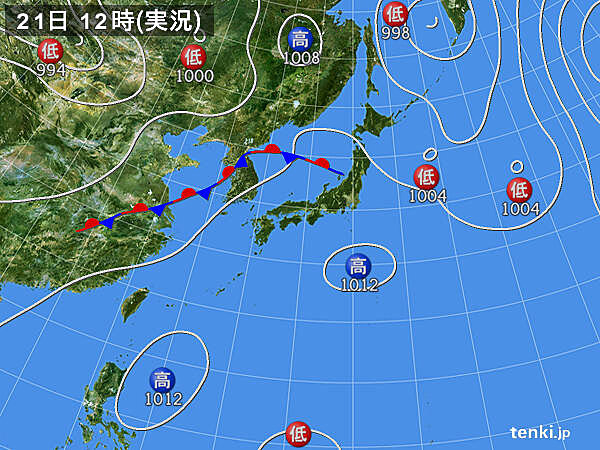 21日 12時(実況)
低
994
低
1000
高
1008
低
998
低
1004
低
1004
高
1012
高
1012
低
tenki.jp